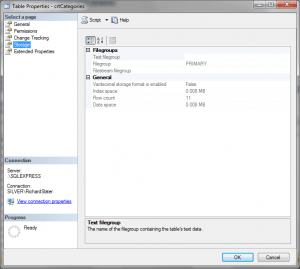 Table Properties - crtCategories
Select a page
General
Permissions
Change Tracking
Storage
Extended Properties
Script
Help
Filegroups
Text filegroup
Filegroup PRIMARY
Filestream filegroup
General
Vardecimal storage format is enabled False
Index space 0.008 MB
Row count 11
Data space 0.008 MB
Connection
Server:
.\SQLEXPRESS
Connection:
SILVER\RichardSlater
View connection properties
Progress
Ready
Text filegroup
The name of the filegroup containing the table's text data.
OK
Cancel